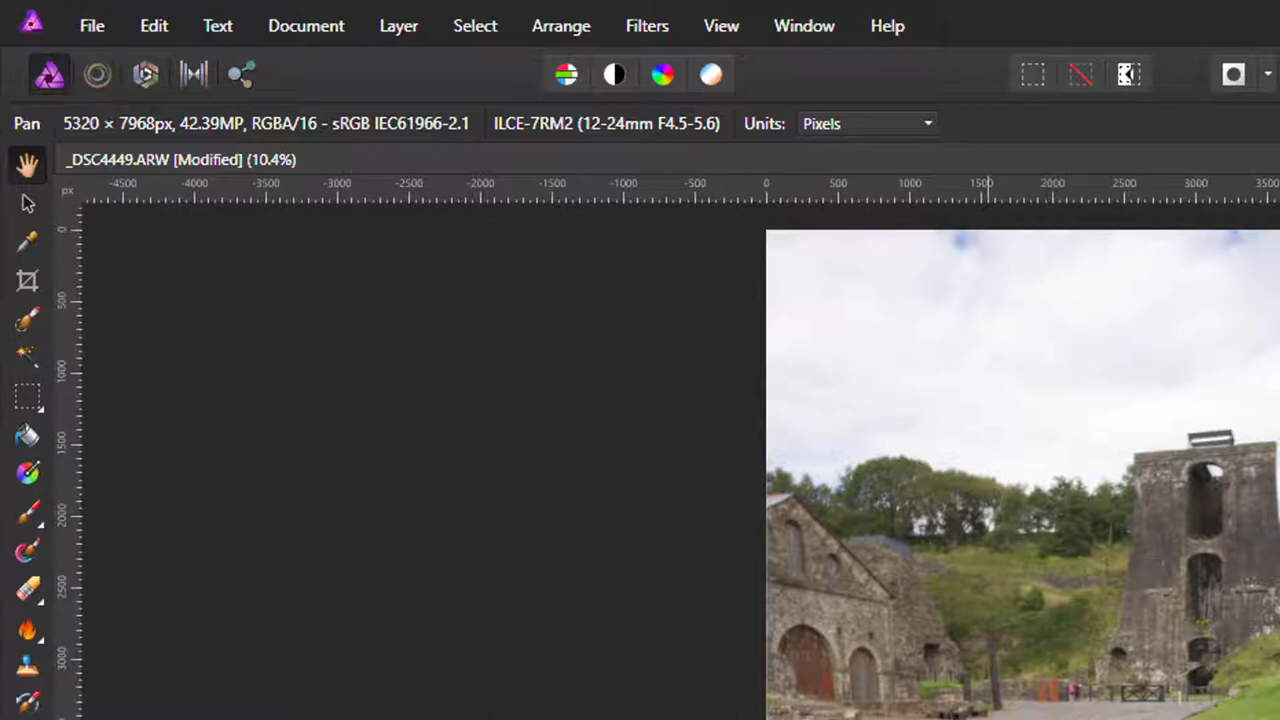 File Edit Text Document Layer Select Arrange Filters View Window Help
Pan 5320 × 7968px, 42.39MP, RGBA/16 - sRGB IEC61966-2.1 ILCE-7RM2 (12-24mm F4.5-5.6) Units: Pixels
_DSC4449.ARW [Modified] (10.4%)
px -4500 -4000 -3500 -3000 -2500 -2000 -1500 -1000 -500 0 500 1000 1500 2000 2500 3000 3500
0
500
1000
1500
2000
2500
3000